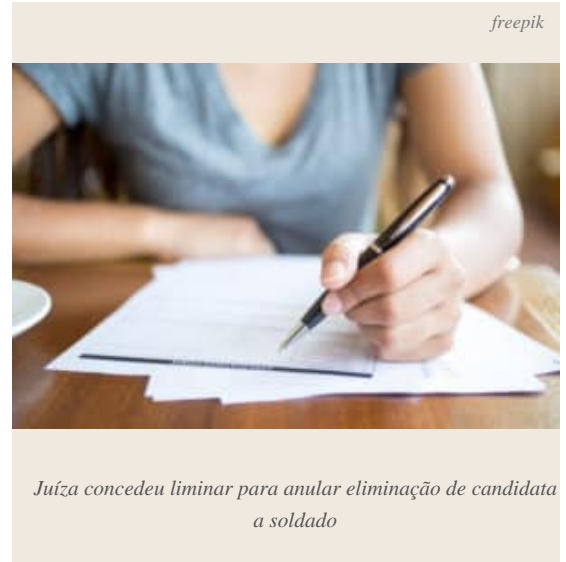 freepik
Juíza concedeu liminar para anular eliminação de candidata
a soldado